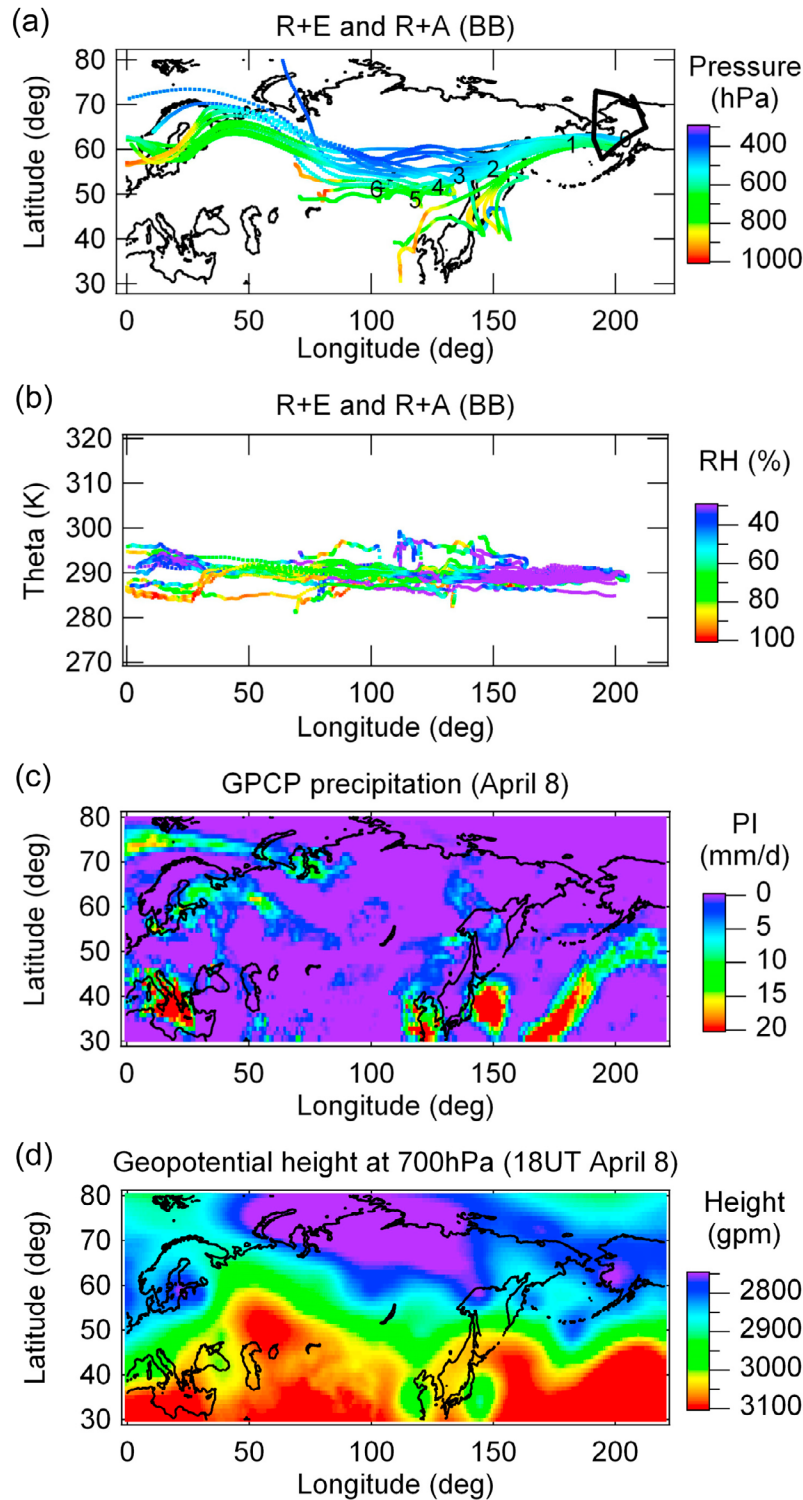 (a)
R+E and R+A (BB)
80
70
60
50
40
30
Latitude (deg)
0
1
2
3
4
5
6
0
50
100
150
200
Longitude (deg)
Pressure
(hPa)
400
600
800
1000
(b)
R+E and R+A (BB)
320
310
300
290
280
270
Theta (K)
0
50
100
150
200
Longitude (deg)
RH (%)
40
60
80
100
(c)
GPCP precipitation (April 8)
80
70
60
50
40
30
Latitude (deg)
0
50
100
150
200
Longitude (deg)
PI
(mm/d)
0
5
10
15
20
(d)
Geopotential height at 700hPa (18UT April 8)
80
70
60
50
40
30
Latitude (deg)
0
50
100
150
200
Longitude (deg)
Height
(gpm)
2800
2900
3000
3100